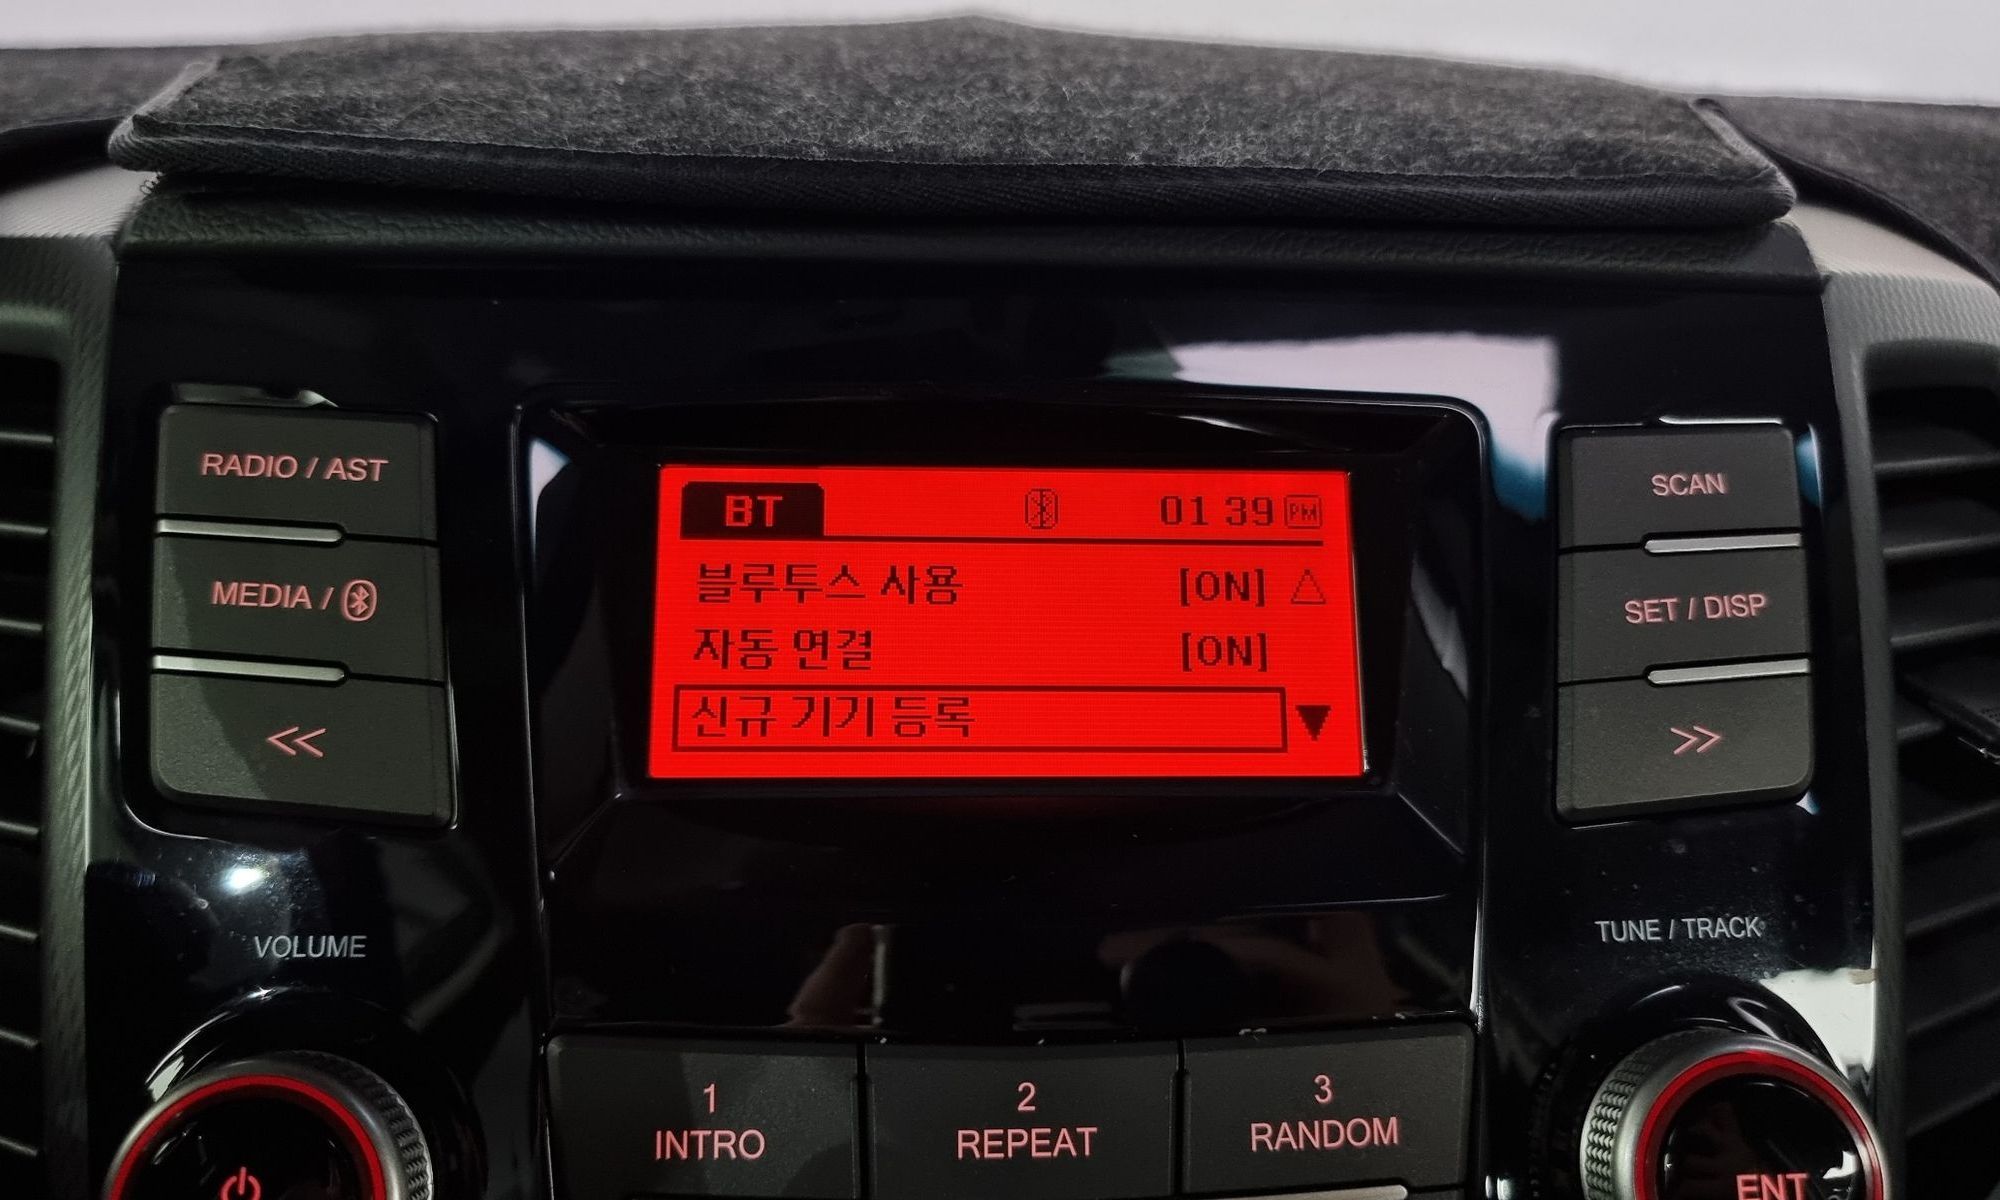 RADIO / AST
MEDIA /
<<
VOLUME
BT 01 39 PM
블루투스 사용 [ON]
자동 연결 [ON]
신규 기기 등록
SCAN
SET / DISP
>>
TUNE / TRACK
1
INTRO
2
REPEAT
3
RANDOM
ENT